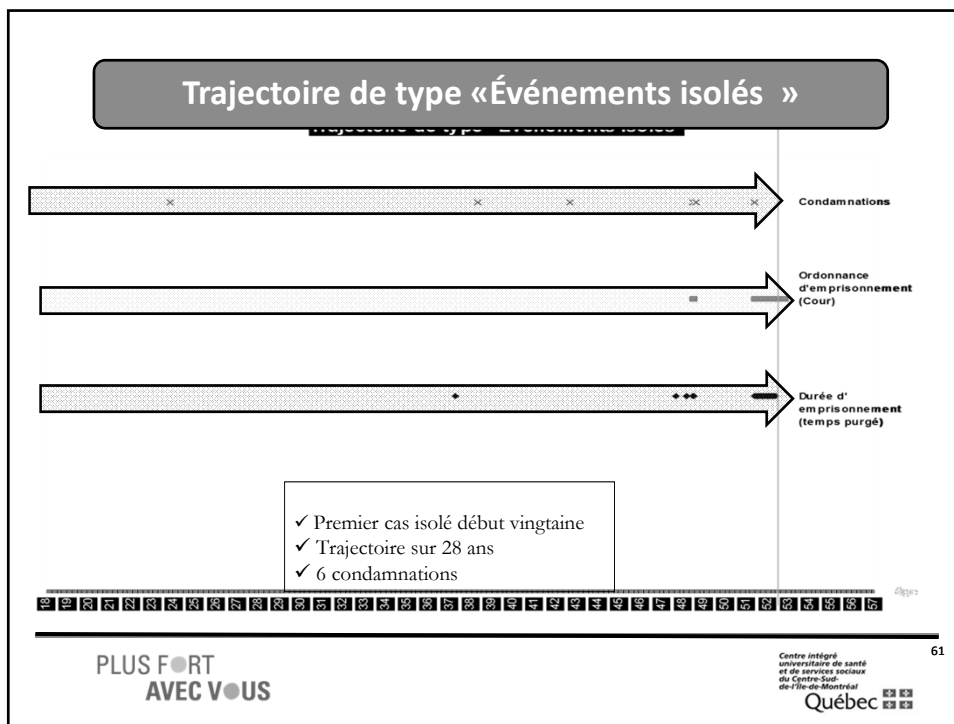 Trajectoire de type «Événements isolés »
Condamnations
Ordonnance
d'emprisonnement
(Cour)
Durée d'
emprisonnement
(temps purgé)
✓ Premier cas isolé début vingtaine
✓ Trajectoire sur 28 ans
✓ 6 condamnations
18 19 20 21 22 23 24 25 26 27 28 29 30 31 32 33 34 35 36 37 38 39 40 41 42 43 44 45 46 47 48 49 50 51 52 53 54 55 56 57
61
PLUS FORT
AVEC VOUS
Centre intégré
universitaire de santé
et de services sociaux
du Centre-Sud-
de-l'Île-de-Montréal
Québec